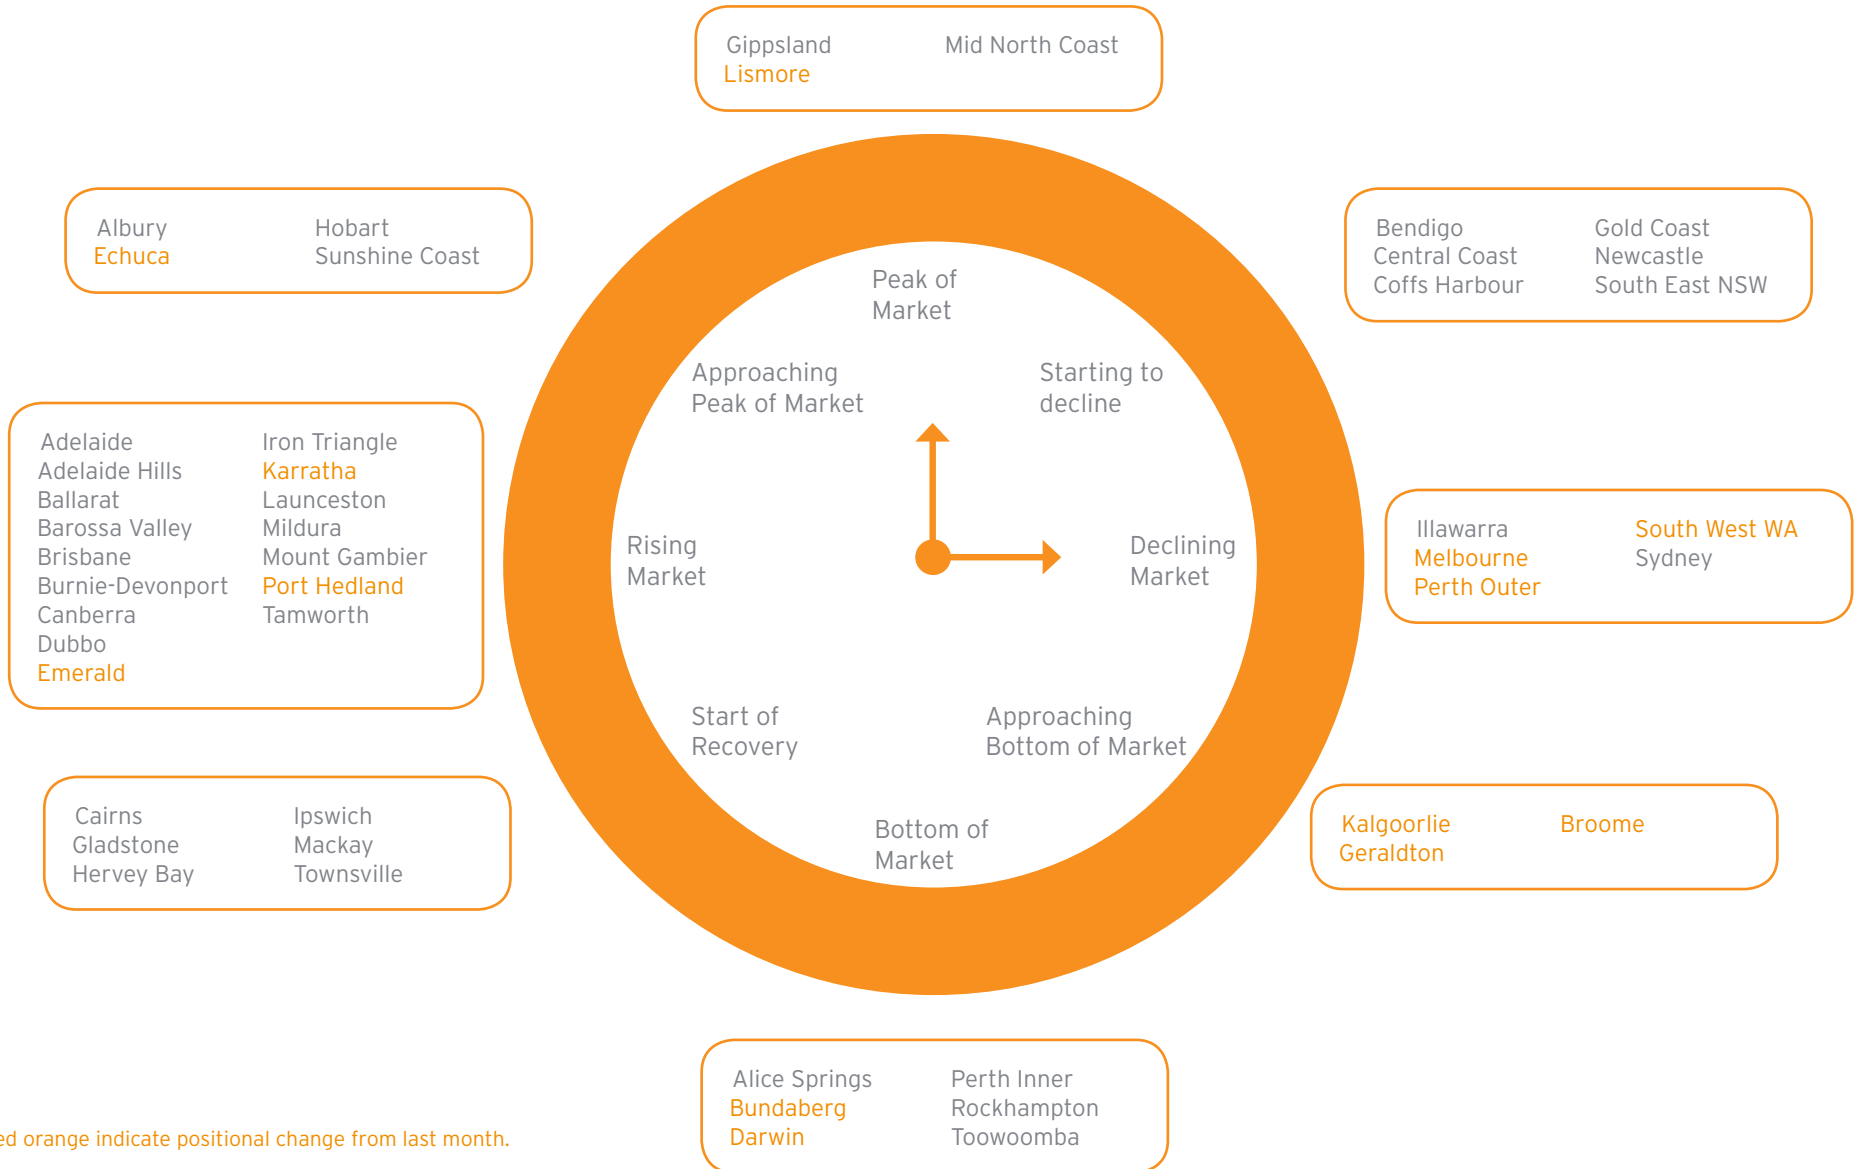 Gippsland
Lismore
Mid North Coast
Albury
Echuca
Hobart
Sunshine Coast
Bendigo
Central Coast
Coffs Harbour
Gold Coast
Newcastle
South East NSW
Peak of
Market
Approaching
Peak of Market
Starting to
decline
Adelaide
Adelaide Hills
Ballarat
Barossa Valley
Brisbane
Burnie-Devonport
Canberra
Dubbo
Emerald
Iron Triangle
Karratha
Launceston
Mildura
Mount Gambier
Port Hedland
Tamworth
Rising
Market
Declining
Market
Illawarra
Melbourne
Perth Outer
South West WA
Sydney
Start of
Recovery
Approaching
Bottom of Market
Bottom of
Market
Cairns
Gladstone
Hervey Bay
Ipswich
Mackay
Townsville
Kalgoorlie
Geraldton
Broome
Alice Springs
Bundaberg
Darwin
Perth Inner
Rockhampton
Toowoomba
ed orange indicate positional change from last month.